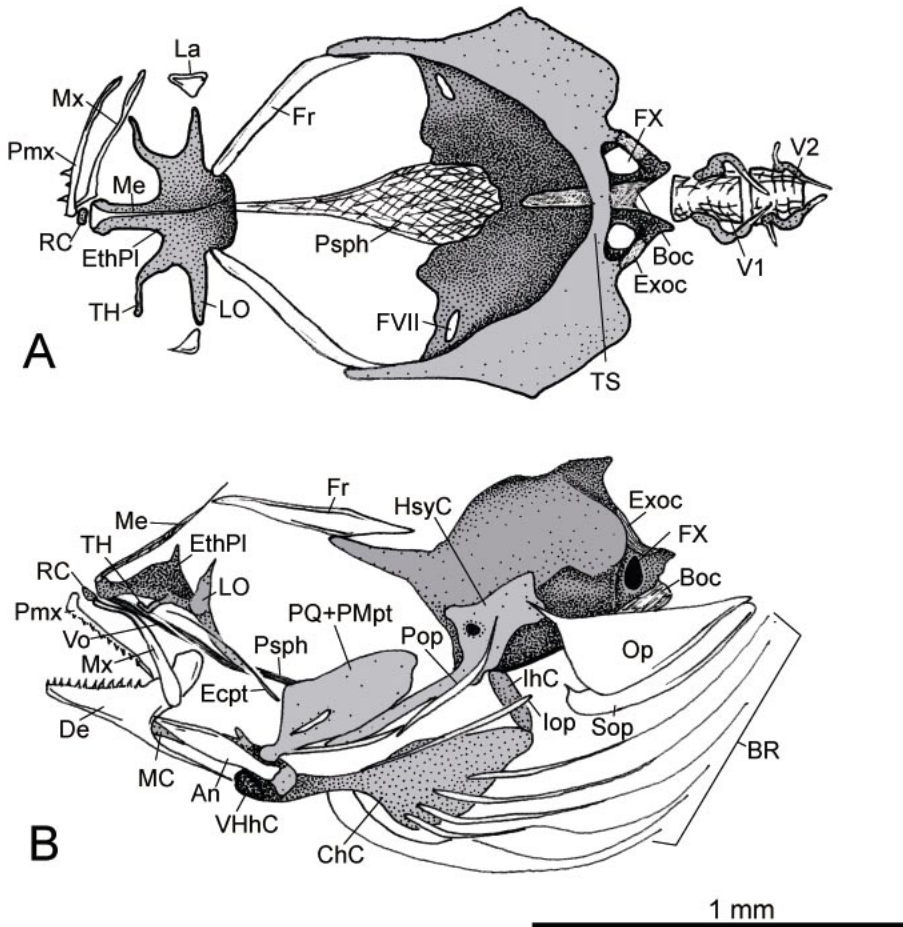 La
Mx
Fr
FX
Pmx
V2
Me
Psph
RC
Boc
V1
EthPl
Exoc
TH
LO
FVII
TS
A
Fr
HsyC
Exoc
Me
FX
TH
EthPl
Boc
RC
LO
PQ+PMpt
Pmx
Pop
Psph
Op
Vo
Mx
IhC
Ecpt
Iop
Sop
De
BR
MC
An
VHhC
ChC
B
1 mm